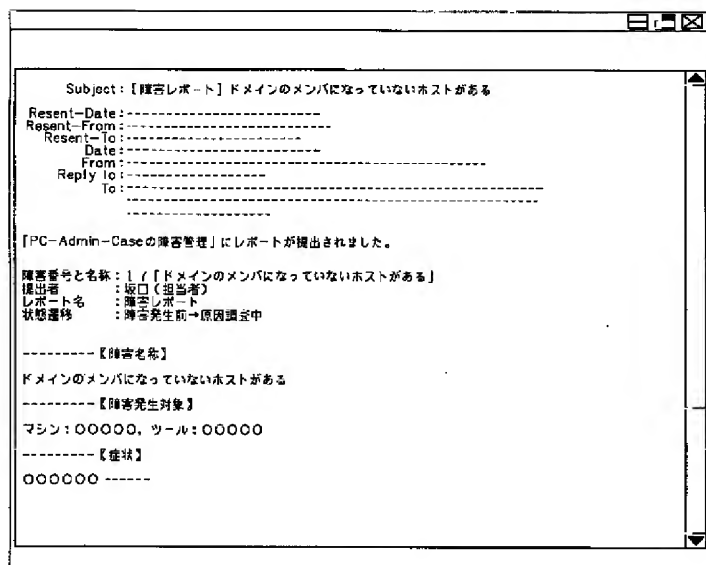 Subject：【障害レポート】ドメインのメンバになっていないホストがある
Resent-Date：---------------------------
Resent-From：----------------------------
Resent-To：------------------------
Date：---------------------------
From：--------------------------------------------------
Reply to：-------------------
To：----------------------------------------------------------
---------------------------------------------------------
--------------------
「PC-Admin-Caseの障害管理」にレポートが提出されました。
障害番号と名称：1 /「ドメインのメンバになっていないホストがある」
提出者：坂口（担当者）
レポート名：障害レポート
状態遷移：障害発生前→原因調査中
---------【障害名称】
ドメインのメンバになっていないホストがある
---------【障害発生対象】
マシン：○○○○○，ツール：○○○○○
---------【症状】
○○○○○○ ------